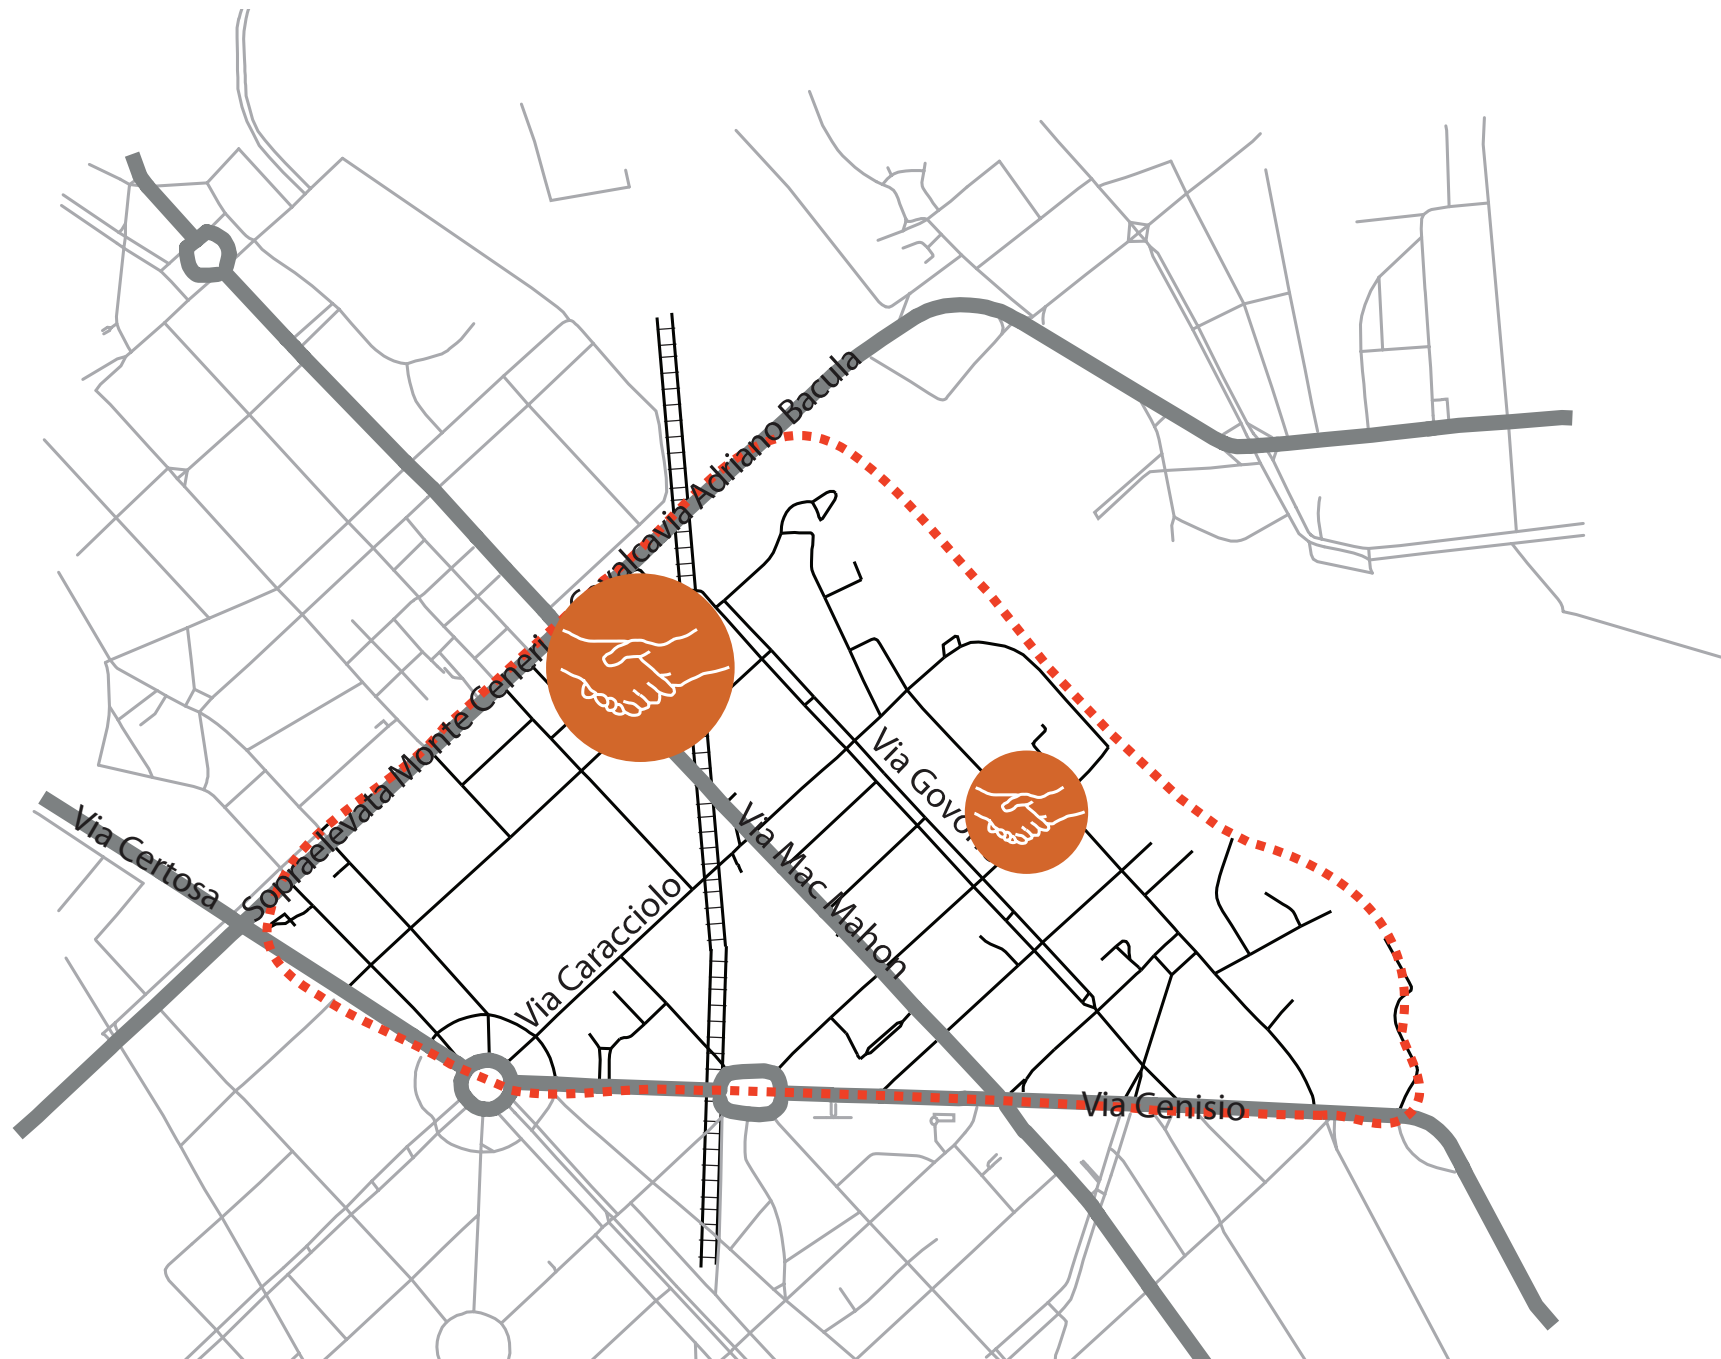 Cavalcavia Adriano Bacula
Sopraelevata Monte Ceneri
Via Certosa
Via Mac Mahon
Via Caracciolo
Via Cenisio